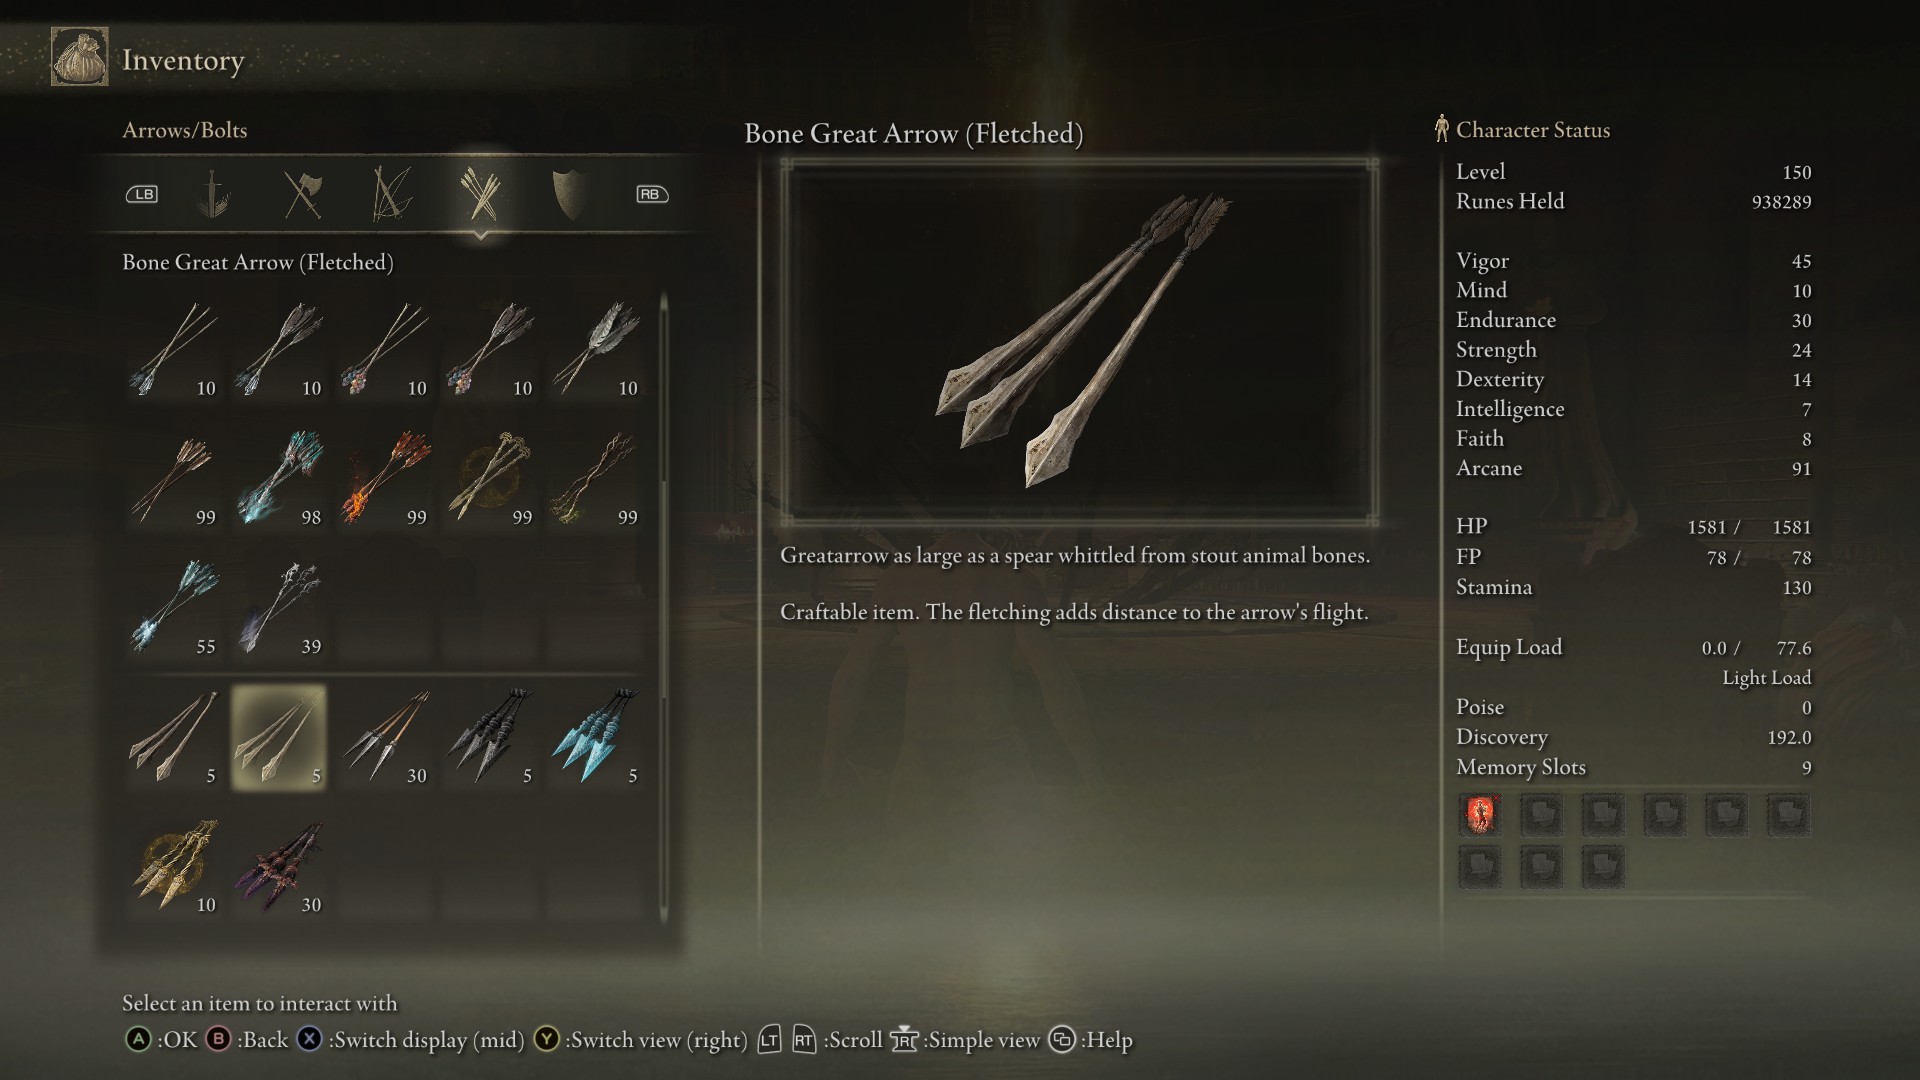 Inventory
Arrows/Bolts
LB
RB
Bone Great Arrow (Fletched)
10 10 10 10 10
99 98 99 99 99
55 39
5 5 30 5 5
10 30
Bone Great Arrow (Fletched)
Greatarrow as large as a spear whittled from stout animal bones.
Craftable item. The fletching adds distance to the arrow's flight.
Character Status
Level 150
Runes Held 938289
Vigor 45
Mind 10
Endurance 30
Strength 24
Dexterity 14
Intelligence 7
Faith 8
Arcane 91
HP 1581 / 1581
FP 78 / 78
Stamina 130
Equip Load 0.0 / 77.6
Light Load
Poise 0
Discovery 192.0
Memory Slots 9
Select an item to interact with
A :OK B :Back X :Switch display (mid) Y :Switch view (right) LT RT :Scroll R :Simple view :Help